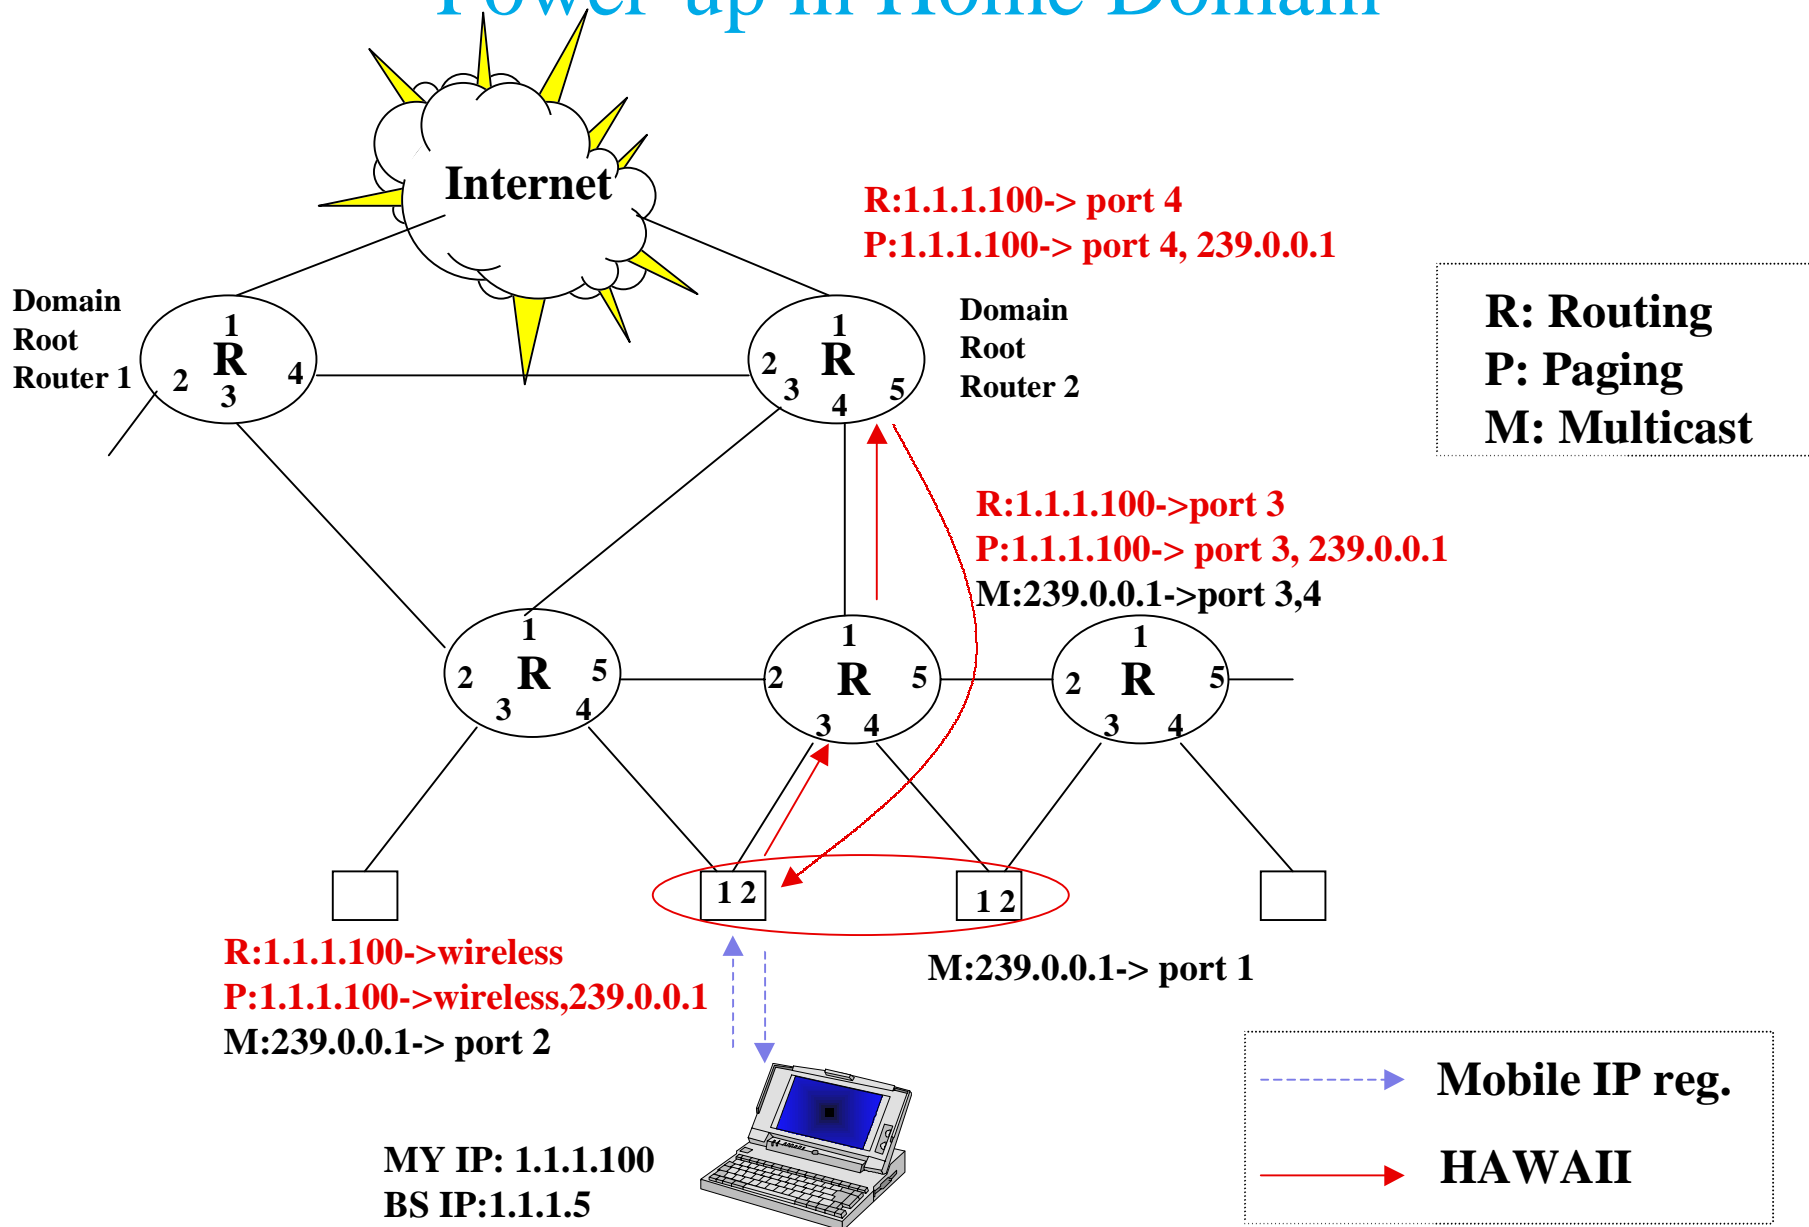 Power-up in Home Domain
Internet
R:1.1.1.100-> port 4
P:1.1.1.100-> port 4, 239.0.0.1
Domain
Root
Router 1
1
R
2
3
4
1
R
2
3
4
5
Domain
Root
Router 2
R: Routing
P: Paging
M: Multicast
R:1.1.1.100->port 3
P:1.1.1.100-> port 3, 239.0.0.1
M:239.0.0.1->port 3,4
1
2
R
5
3
4
1
2
R
5
3
4
1
2
R
5
3
4
1 2
1 2
R:1.1.1.100->wireless
P:1.1.1.100->wireless,239.0.0.1
M:239.0.0.1-> port 2
M:239.0.0.1-> port 1
MY IP: 1.1.1.100
BS IP:1.1.1.5
Mobile IP reg.
HAWAII